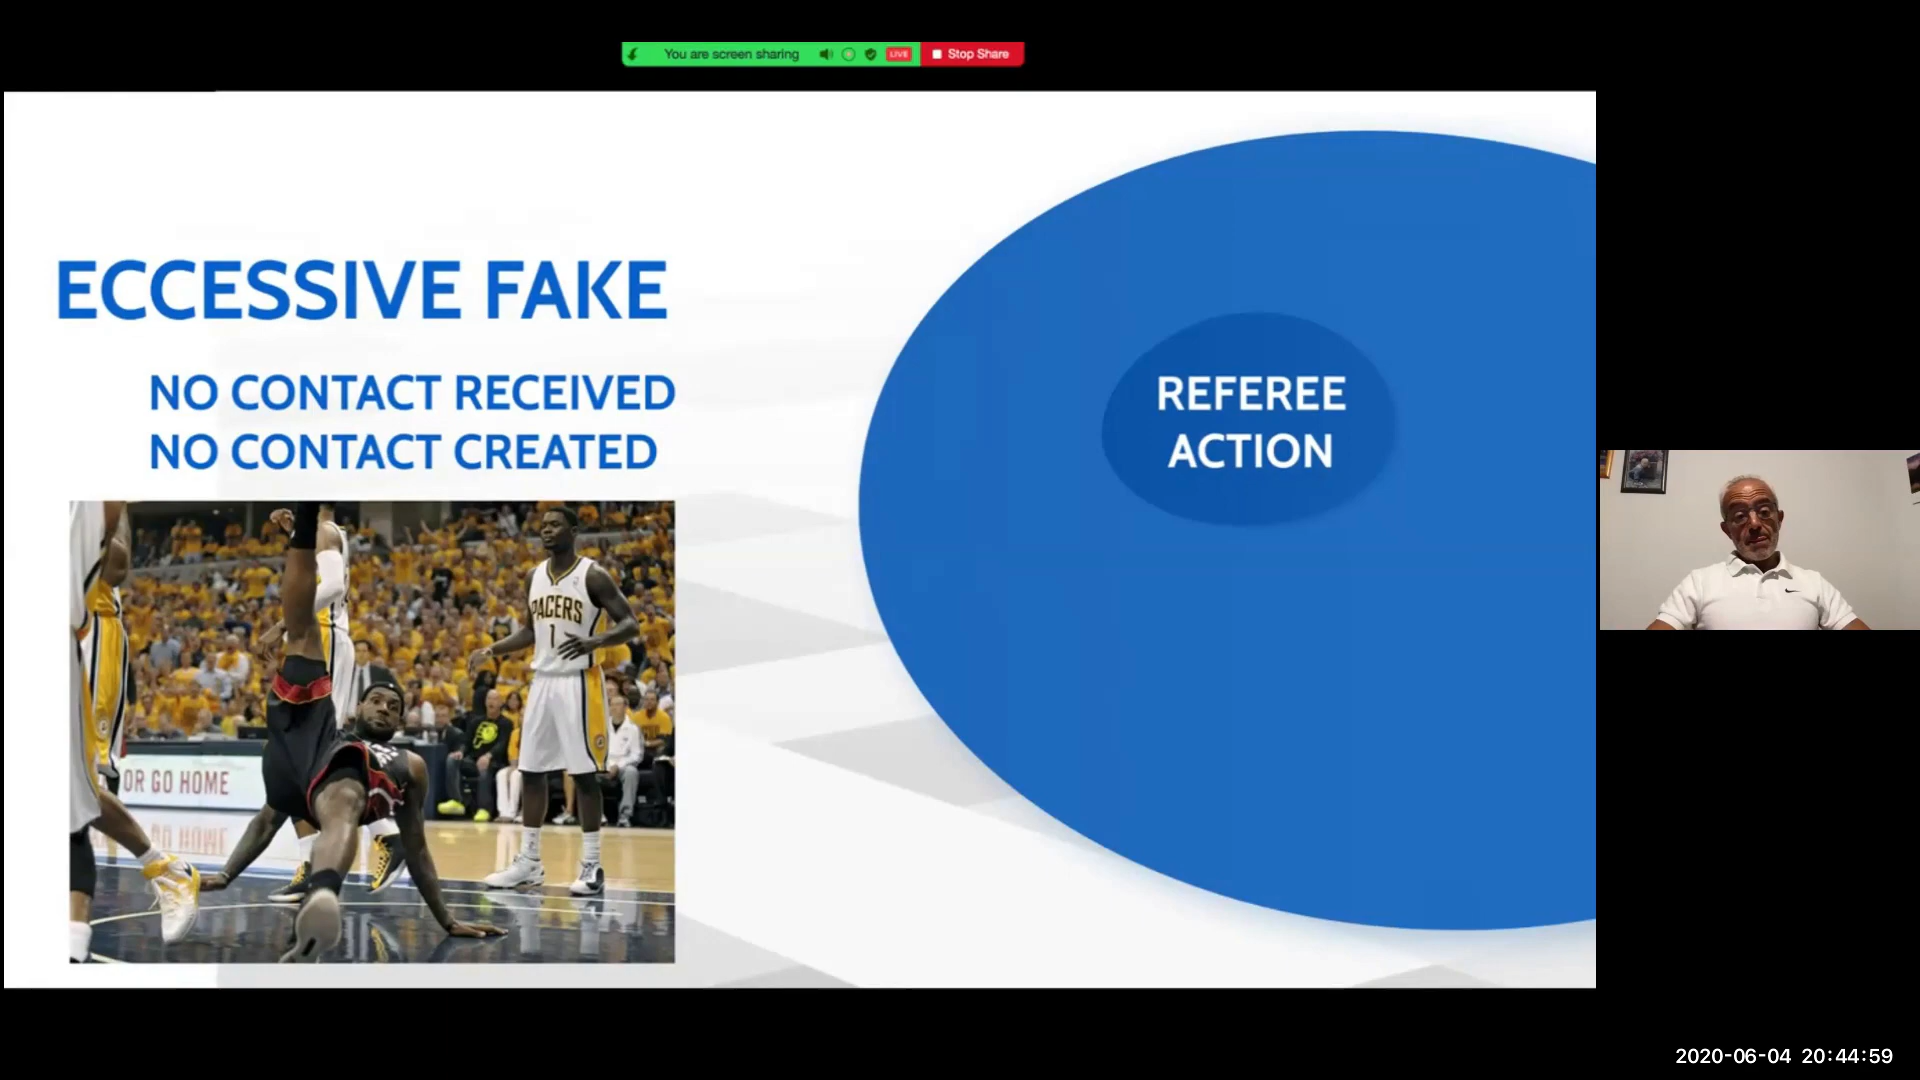 You are screen sharing
LIVE
Stop Share
ECCESSIVE FAKE
NO CONTACT RECEIVED
NO CONTACT CREATED
REFEREE
ACTION
PACERS
1
OR GO HOME
2020-06-04 20:44:59